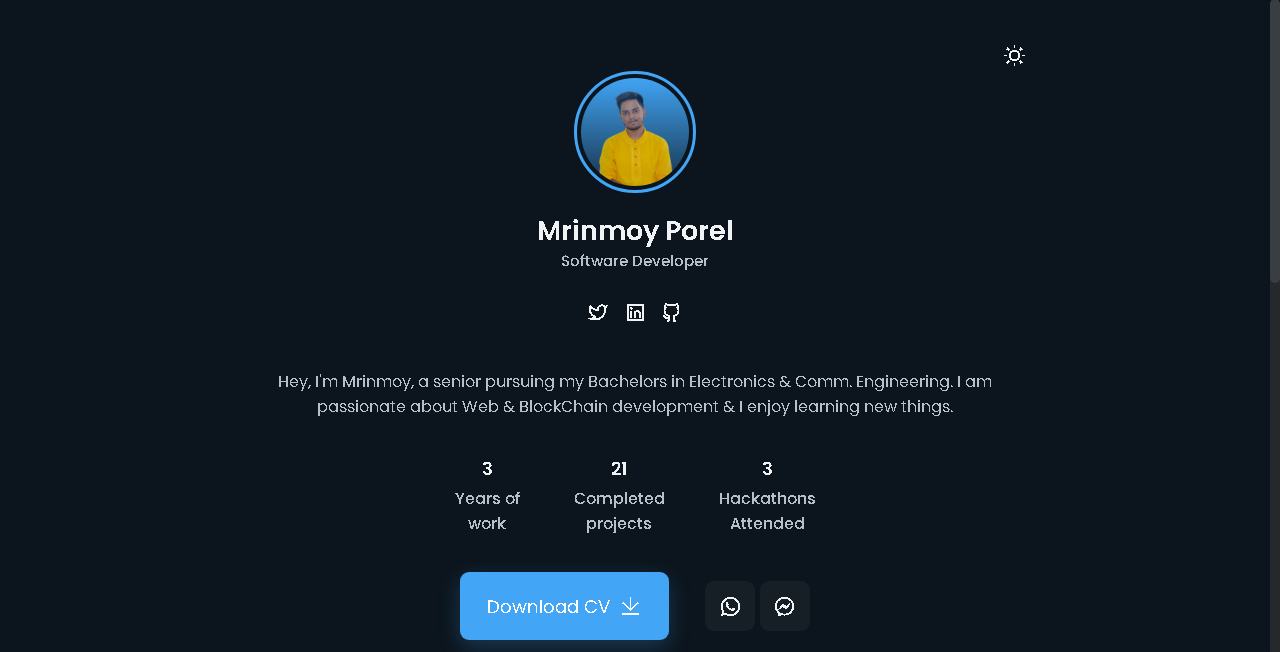 Mrinmoy Porel
Software Developer
Hey, I'm Mrinmoy, a senior pursuing my Bachelors in Electronics & Comm. Engineering. I am
passionate about Web & BlockChain development & I enjoy learning new things.
3
Years of
work
21
Completed
projects
3
Hackathons
Attended
Download CV